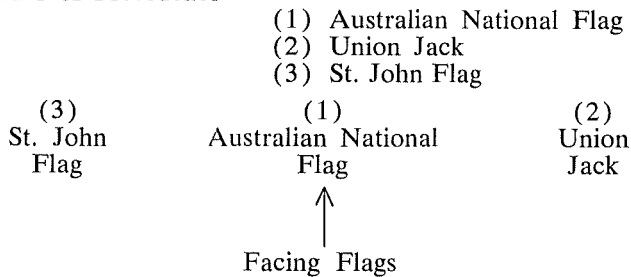 (1) Australian National Flag
(2) Union Jack
(3) St. John Flag
(3) (1) (2)
St. John Australian National Union
Flag Flag Jack
Facing Flags